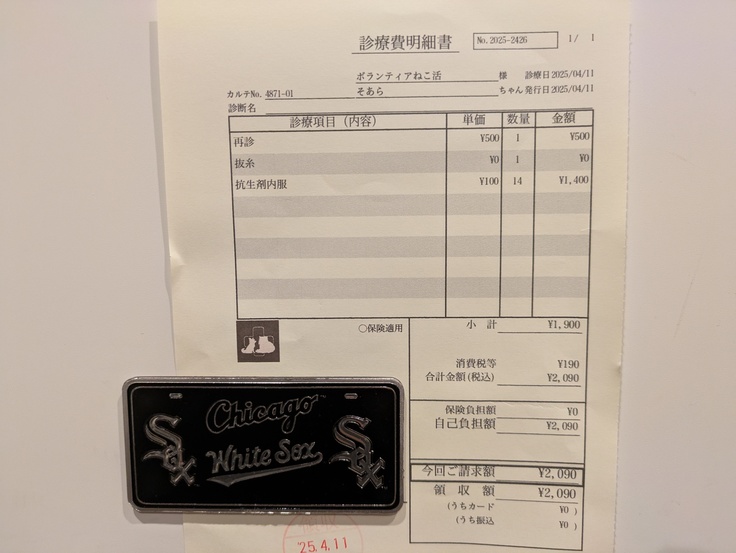 診療費明細書
No.2025-2426
1/ 1
ボランティアねこ活 様 診療日 2025/04/11
カルテNo. 4871-01 そあら ちゃん 発行日 2025/04/11
診断名
診療項目（内容） 単価 数量 金額
再診 ¥500 1 ¥500
抜糸 ¥0 1 ¥0
抗生剤内服 ¥100 14 ¥1,400
○保険適用
小 計 ¥1,900
消費税等 ¥190
合計金額(税込) ¥2,090
保険負担額 ¥0
自己負担額 ¥2,090
今回ご請求額 ¥2,090
領 収 額 ¥2,090
(うちカード ¥0 )
(うち振込 ¥0 )
Sox
Chicago
White Sox
Sox
'25.4.11